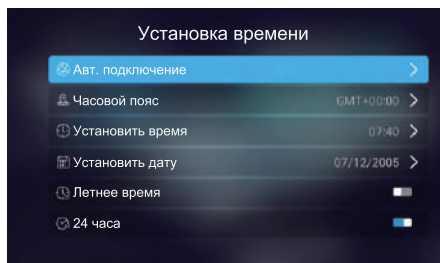 Установка времени
Авт. подключение
Часовой пояс GMT+00:00
Установить время 07:40
Установить дату 07/12/2005
Летнее время
24 часа